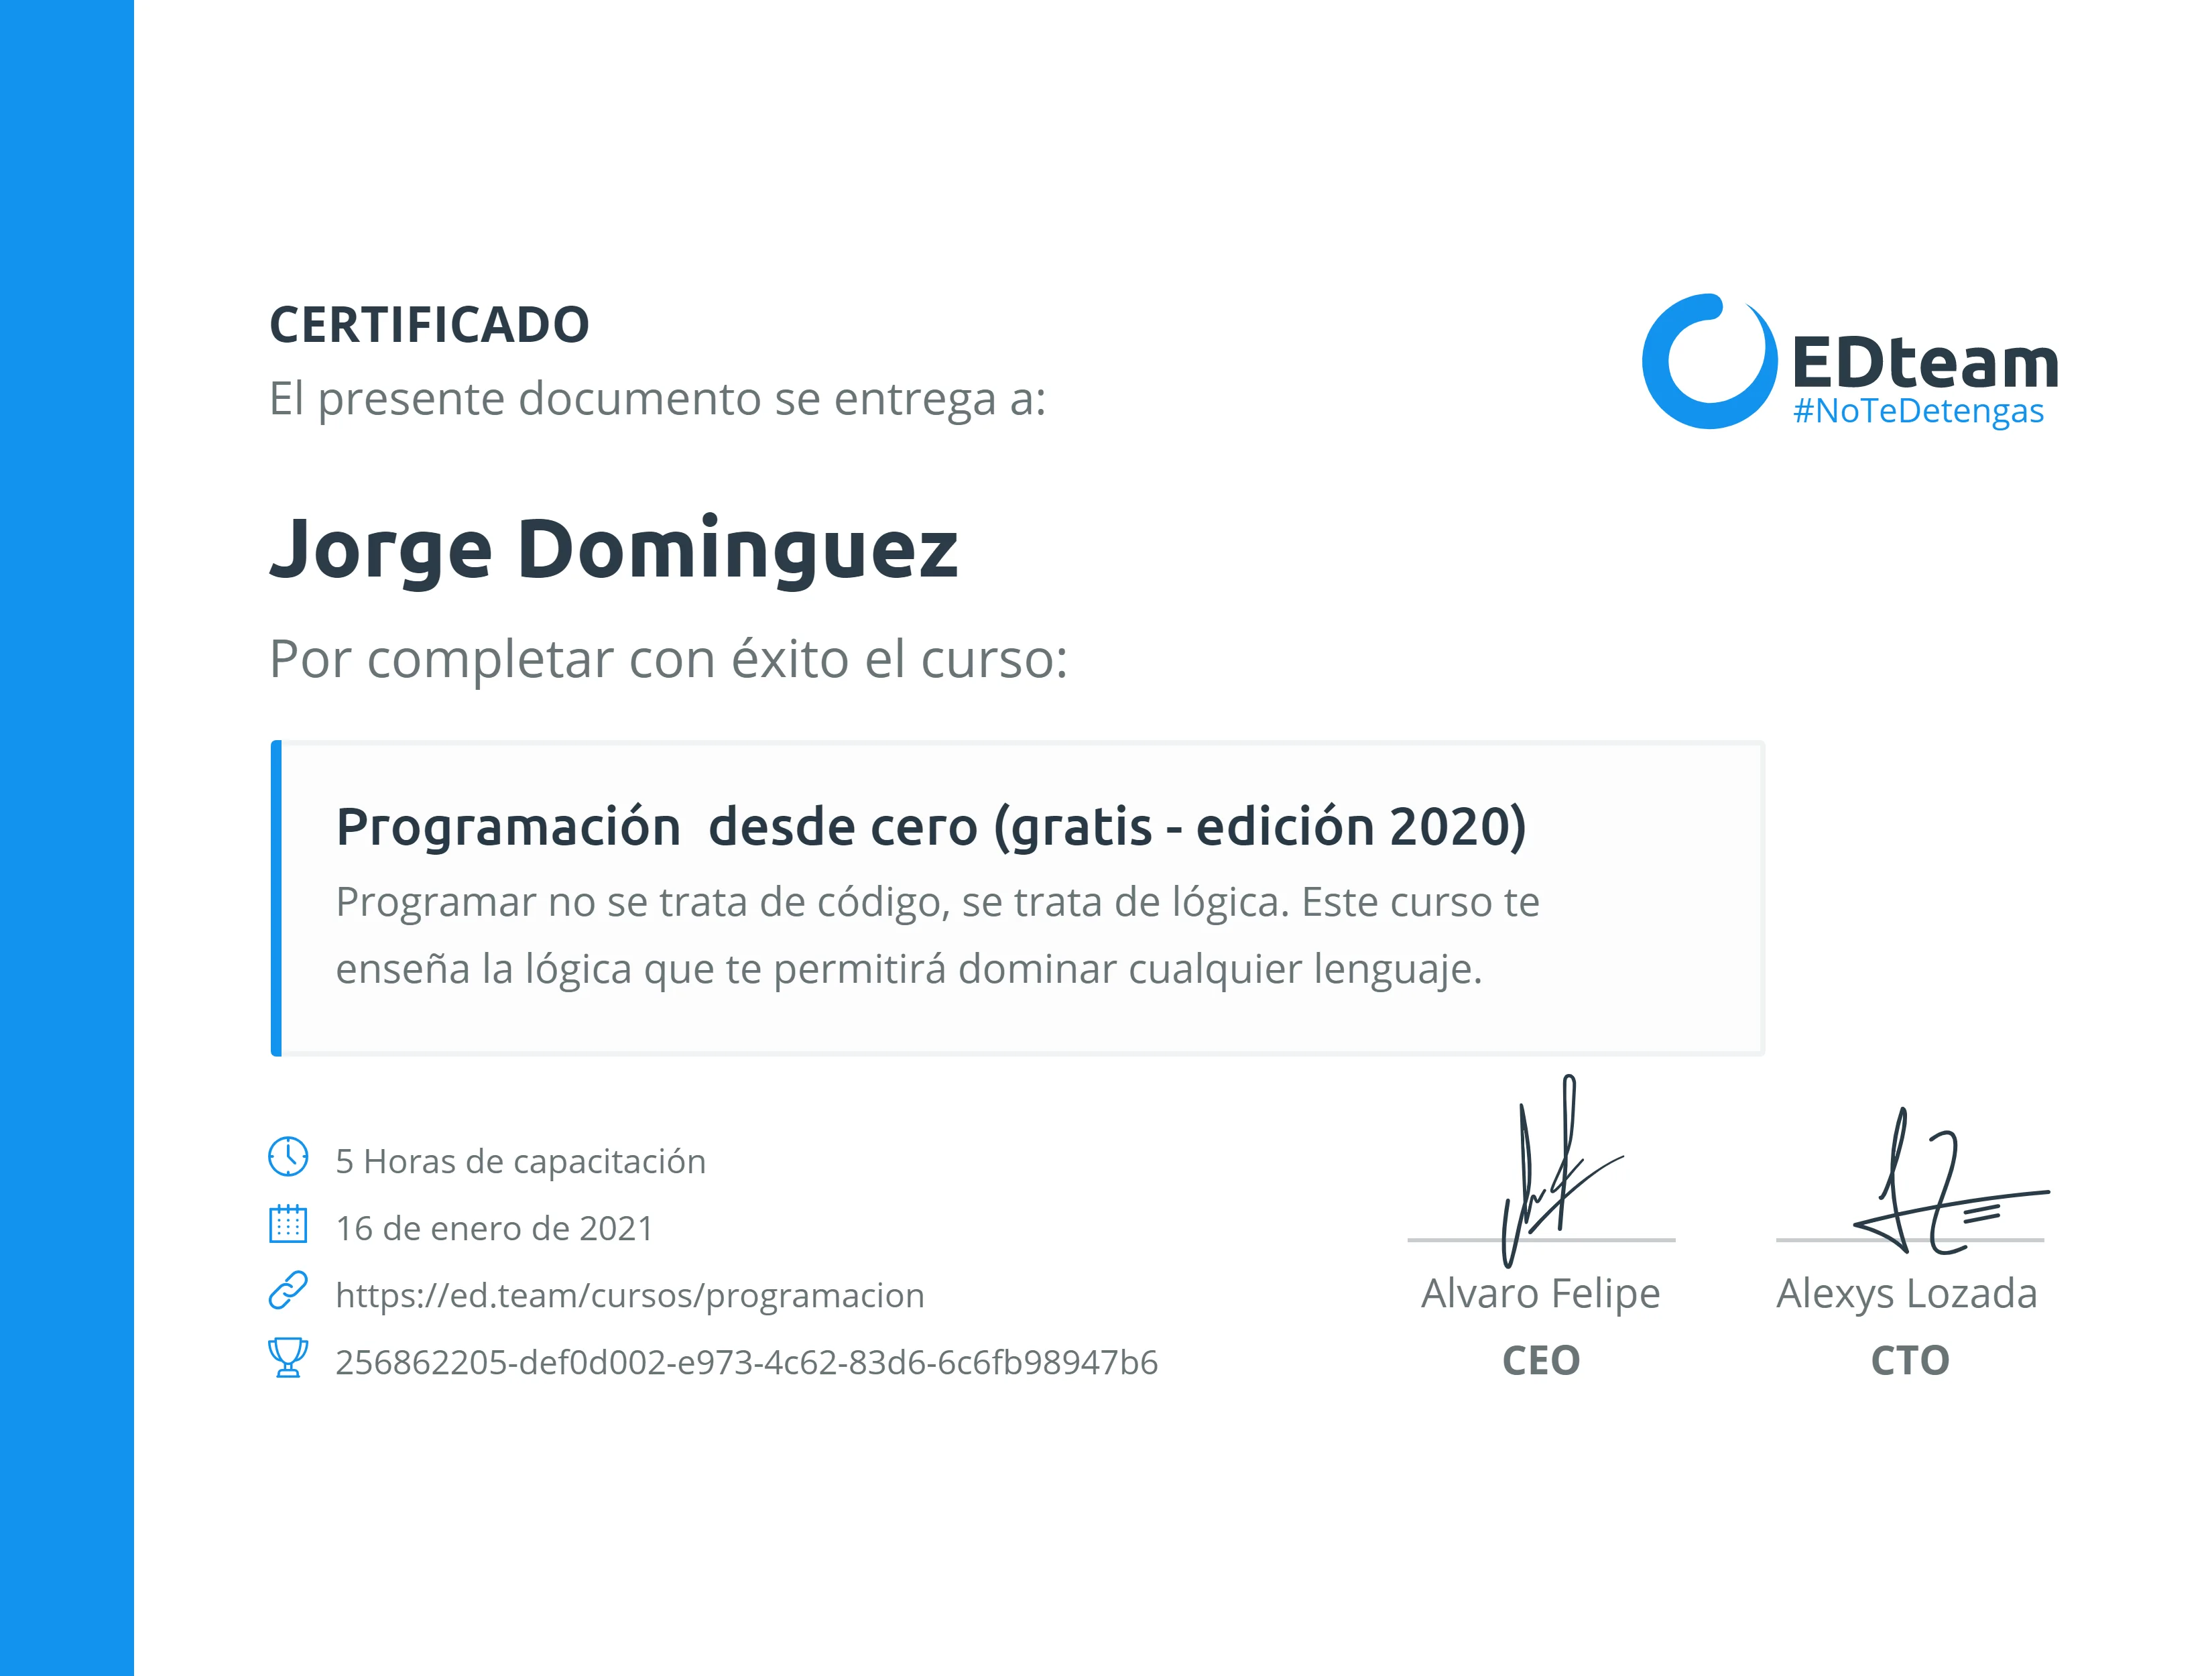 CERTIFICADO
El presente documento se entrega a:
EDteam
#NoTeDetengas
Jorge Dominguez
Por completar con éxito el curso:
Programación  desde cero (gratis - edición 2020)
Programar no se trata de código, se trata de lógica. Este curso te
enseña la lógica que te permitirá dominar cualquier lenguaje.
5 Horas de capacitación
16 de enero de 2021
https://ed.team/cursos/programacion
256862205-def0d002-e973-4c62-83d6-6c6fb98947b6
Alvaro Felipe
CEO
Alexys Lozada
CTO